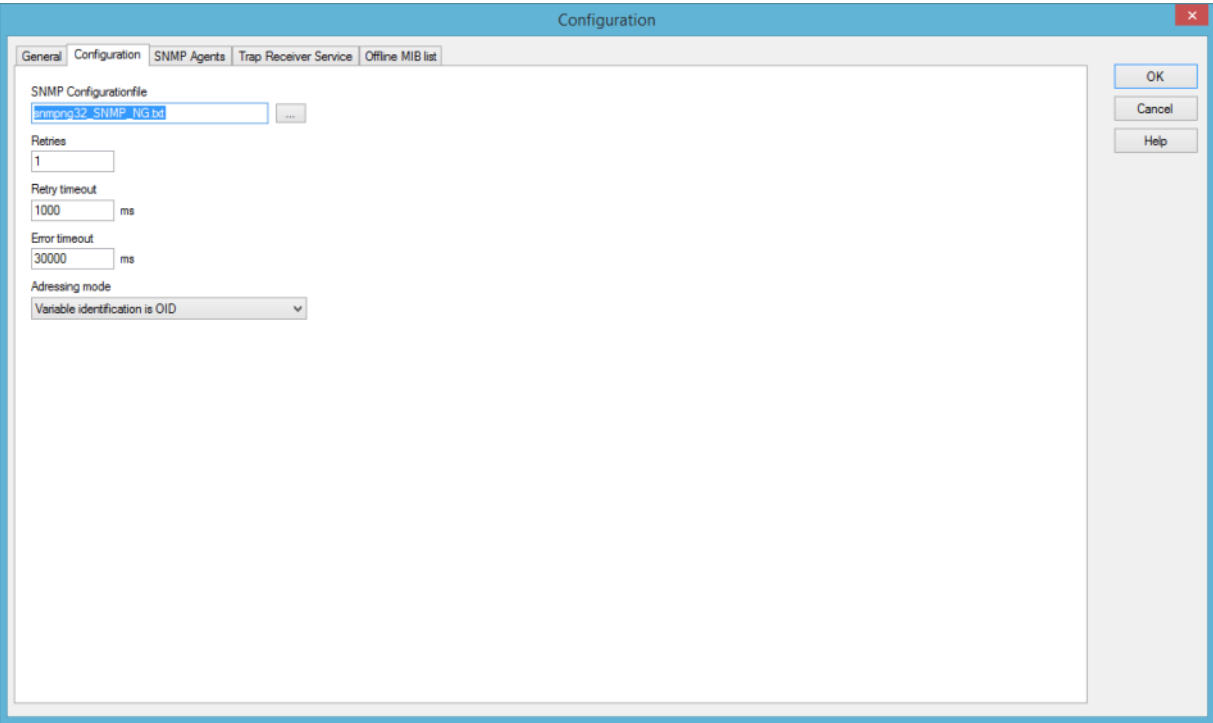 Configuration
General Configuration SNMP Agents Trap Receiver Service Offline MIB list
SNMP Configurationfile
snmpng32_SNMP_NG.txt ...
Retries
1
Retry timeout
1000 ms
Error timeout
30000 ms
Adressing mode
Variable identification is OID
OK
Cancel
Help